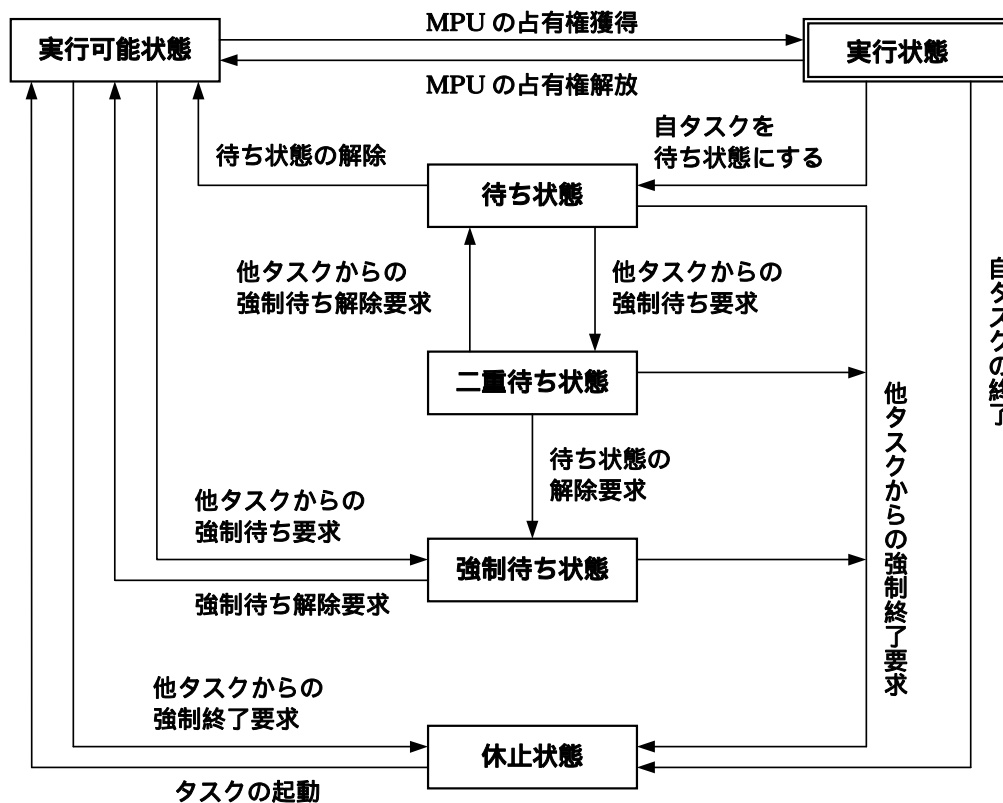 MPU の占有権獲得
実行可能状態
実行状態
MPU の占有権解放
自タスクを
待ち状態にする
待ち状態の解除
待ち状態
他タスクからの
強制待ち解除要求
他タスクからの
強制待ち要求
自タスクの終了
二重待ち状態
他タスクからの強制終了要求
待ち状態の
解除要求
他タスクからの
強制待ち要求
強制待ち状態
強制待ち解除要求
他タスクからの
強制終了要求
休止状態
タスクの起動